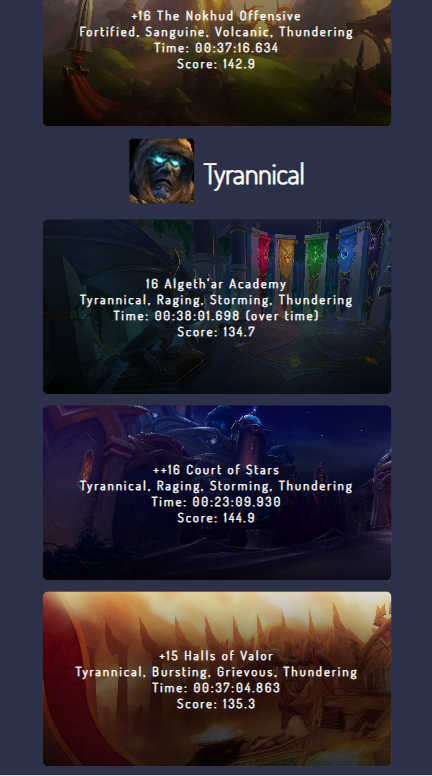 +16 The Nokhud Offensive
Fortified, Sanguine, Volcanic, Thundering
Time: 00:37:16.634
Score: 142.9
Tyrannical
16 Algeth'ar Academy
Tyrannical, Raging, Storming, Thundering
Time: 00:38:01.698 (over time)
Score: 134.7
++16 Court of Stars
Tyrannical, Raging, Storming, Thundering
Time: 00:23:09.930
Score: 144.9
+15 Halls of Valor
Tyrannical, Bursting, Grievous, Thundering
Time: 00:37:04.863
Score: 135.3